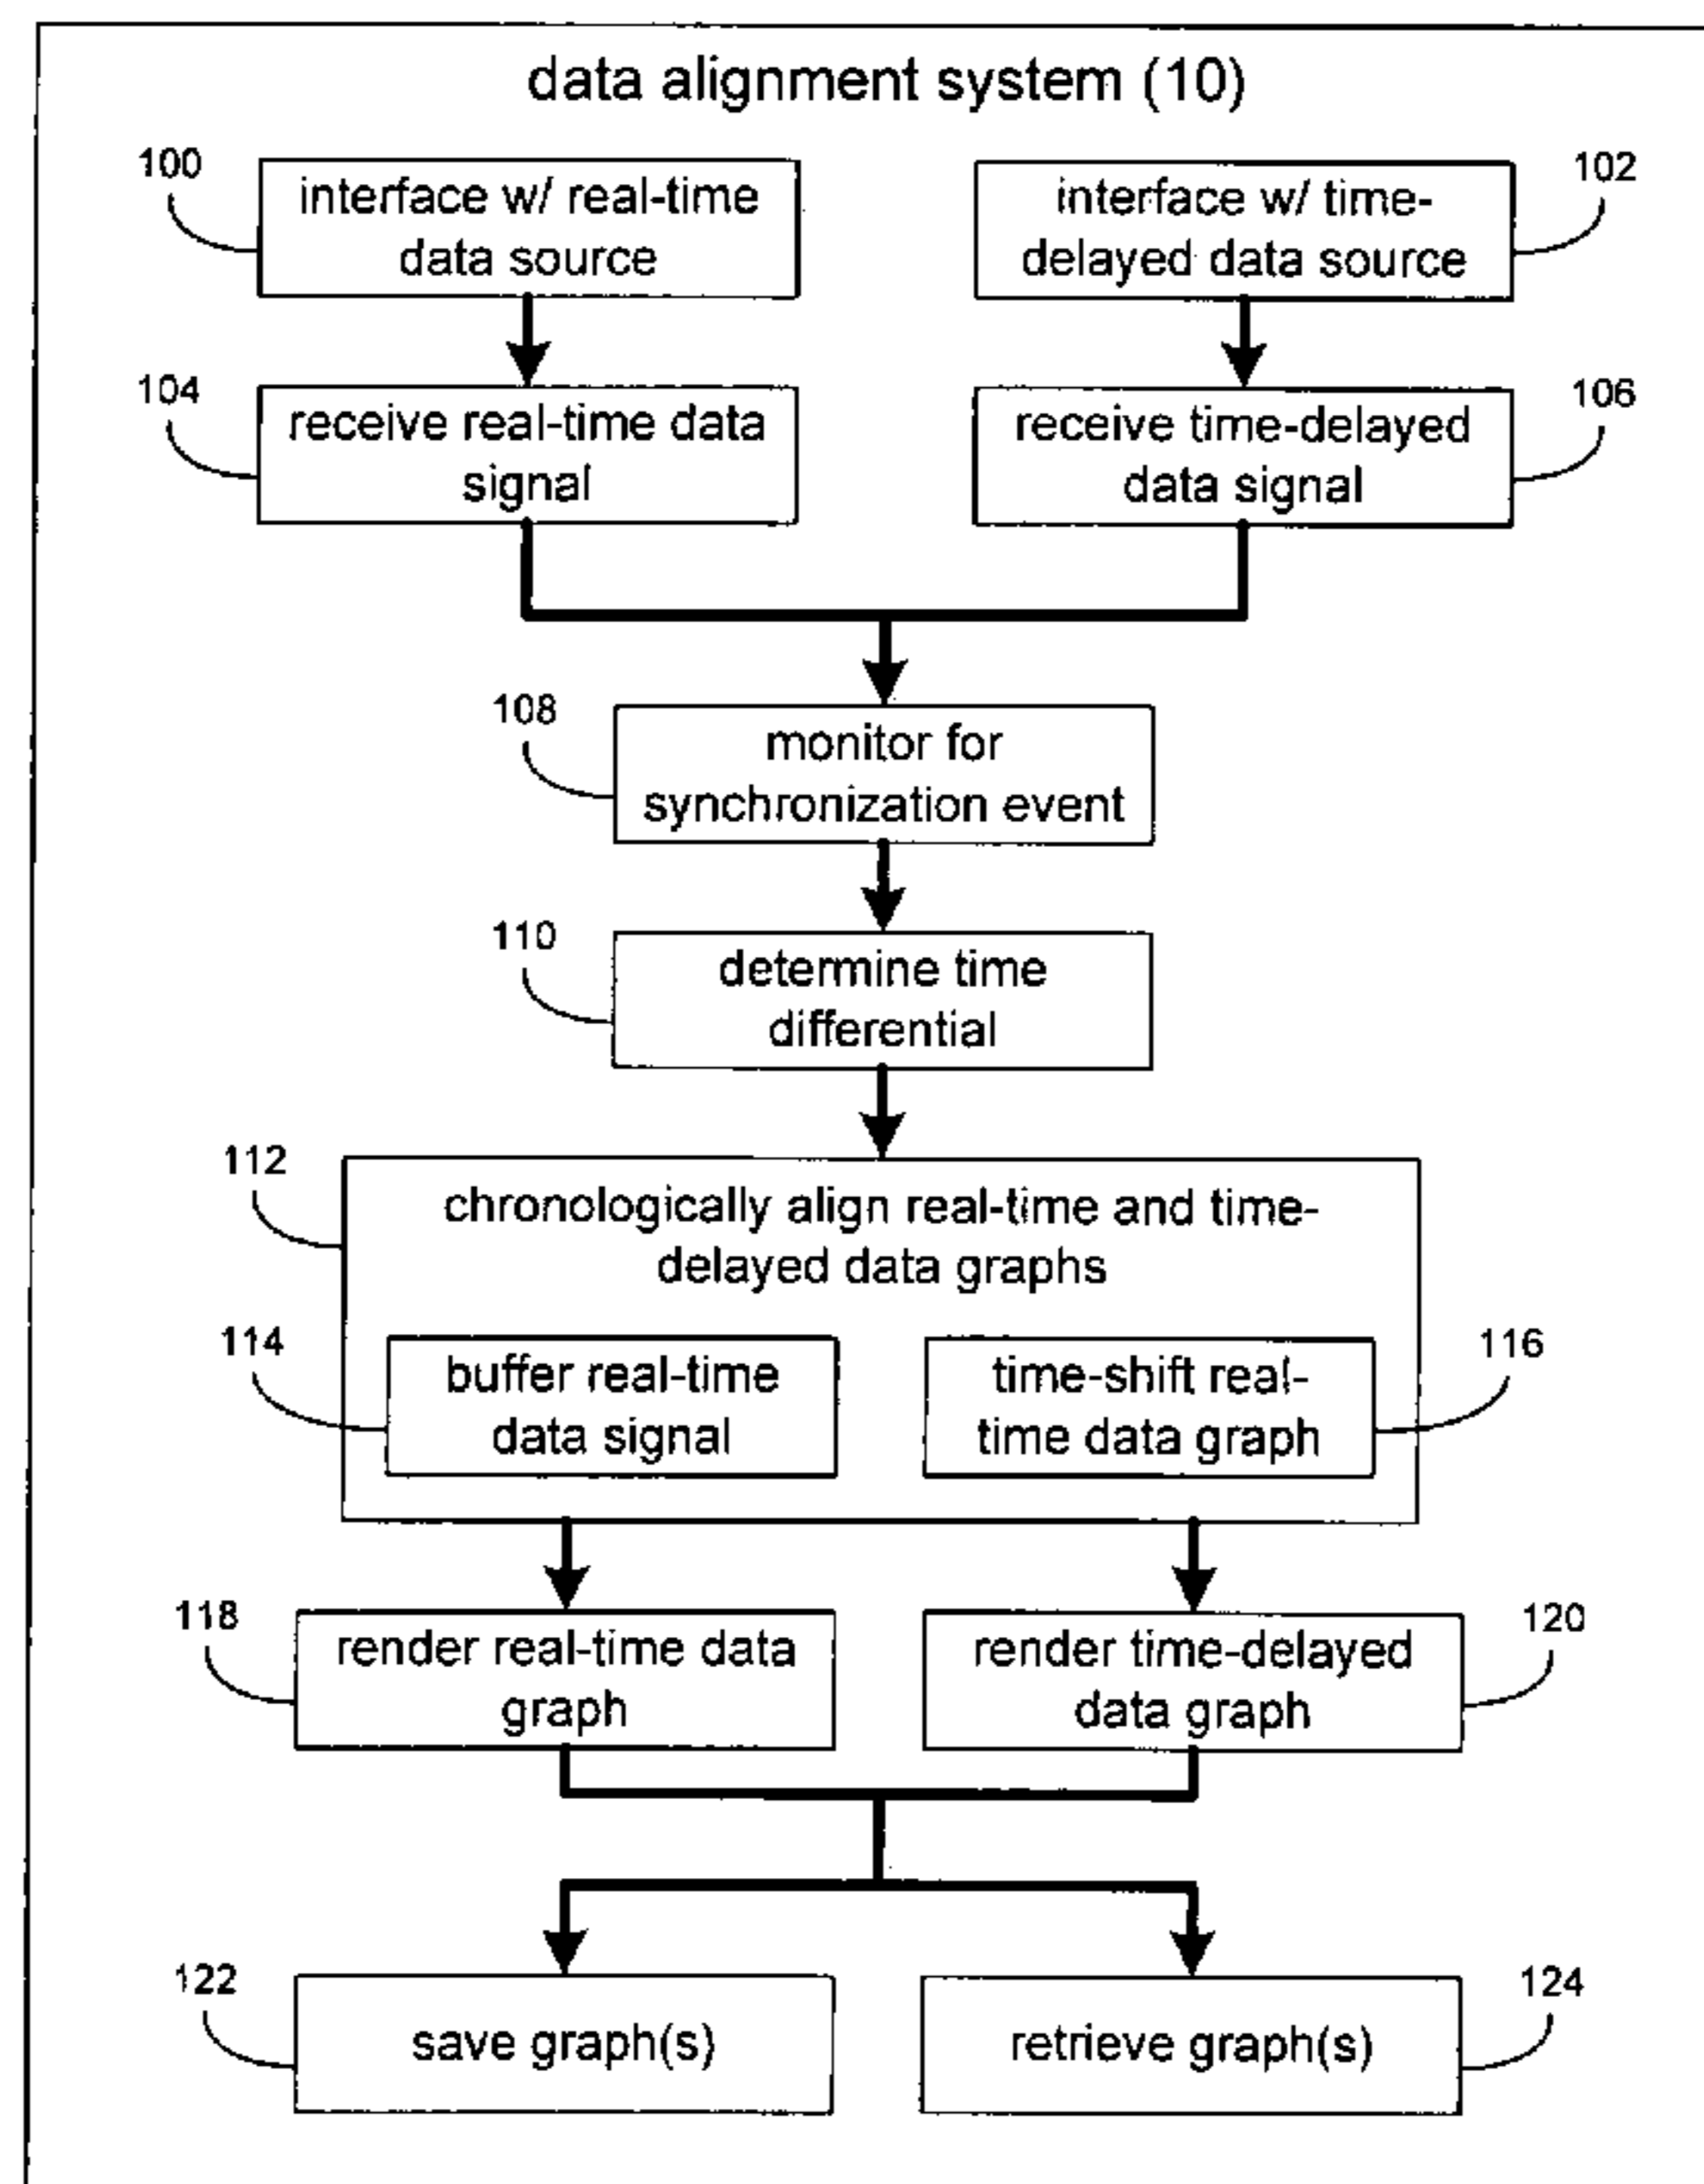 data alignment system (10)
100
interface w/ real-time
data source
102
interface w/ time-
delayed data source
104
receive real-time data
signal
106
receive time-delayed
data signal
108
monitor for
synchronization event
110
determine time
differential
112
chronologically align real-time and time-
delayed data graphs
114
buffer real-time
data signal
116
time-shift real-
time data graph
118
render real-time data
graph
120
render time-delayed
data graph
122
save graph(s)
124
retrieve graph(s)